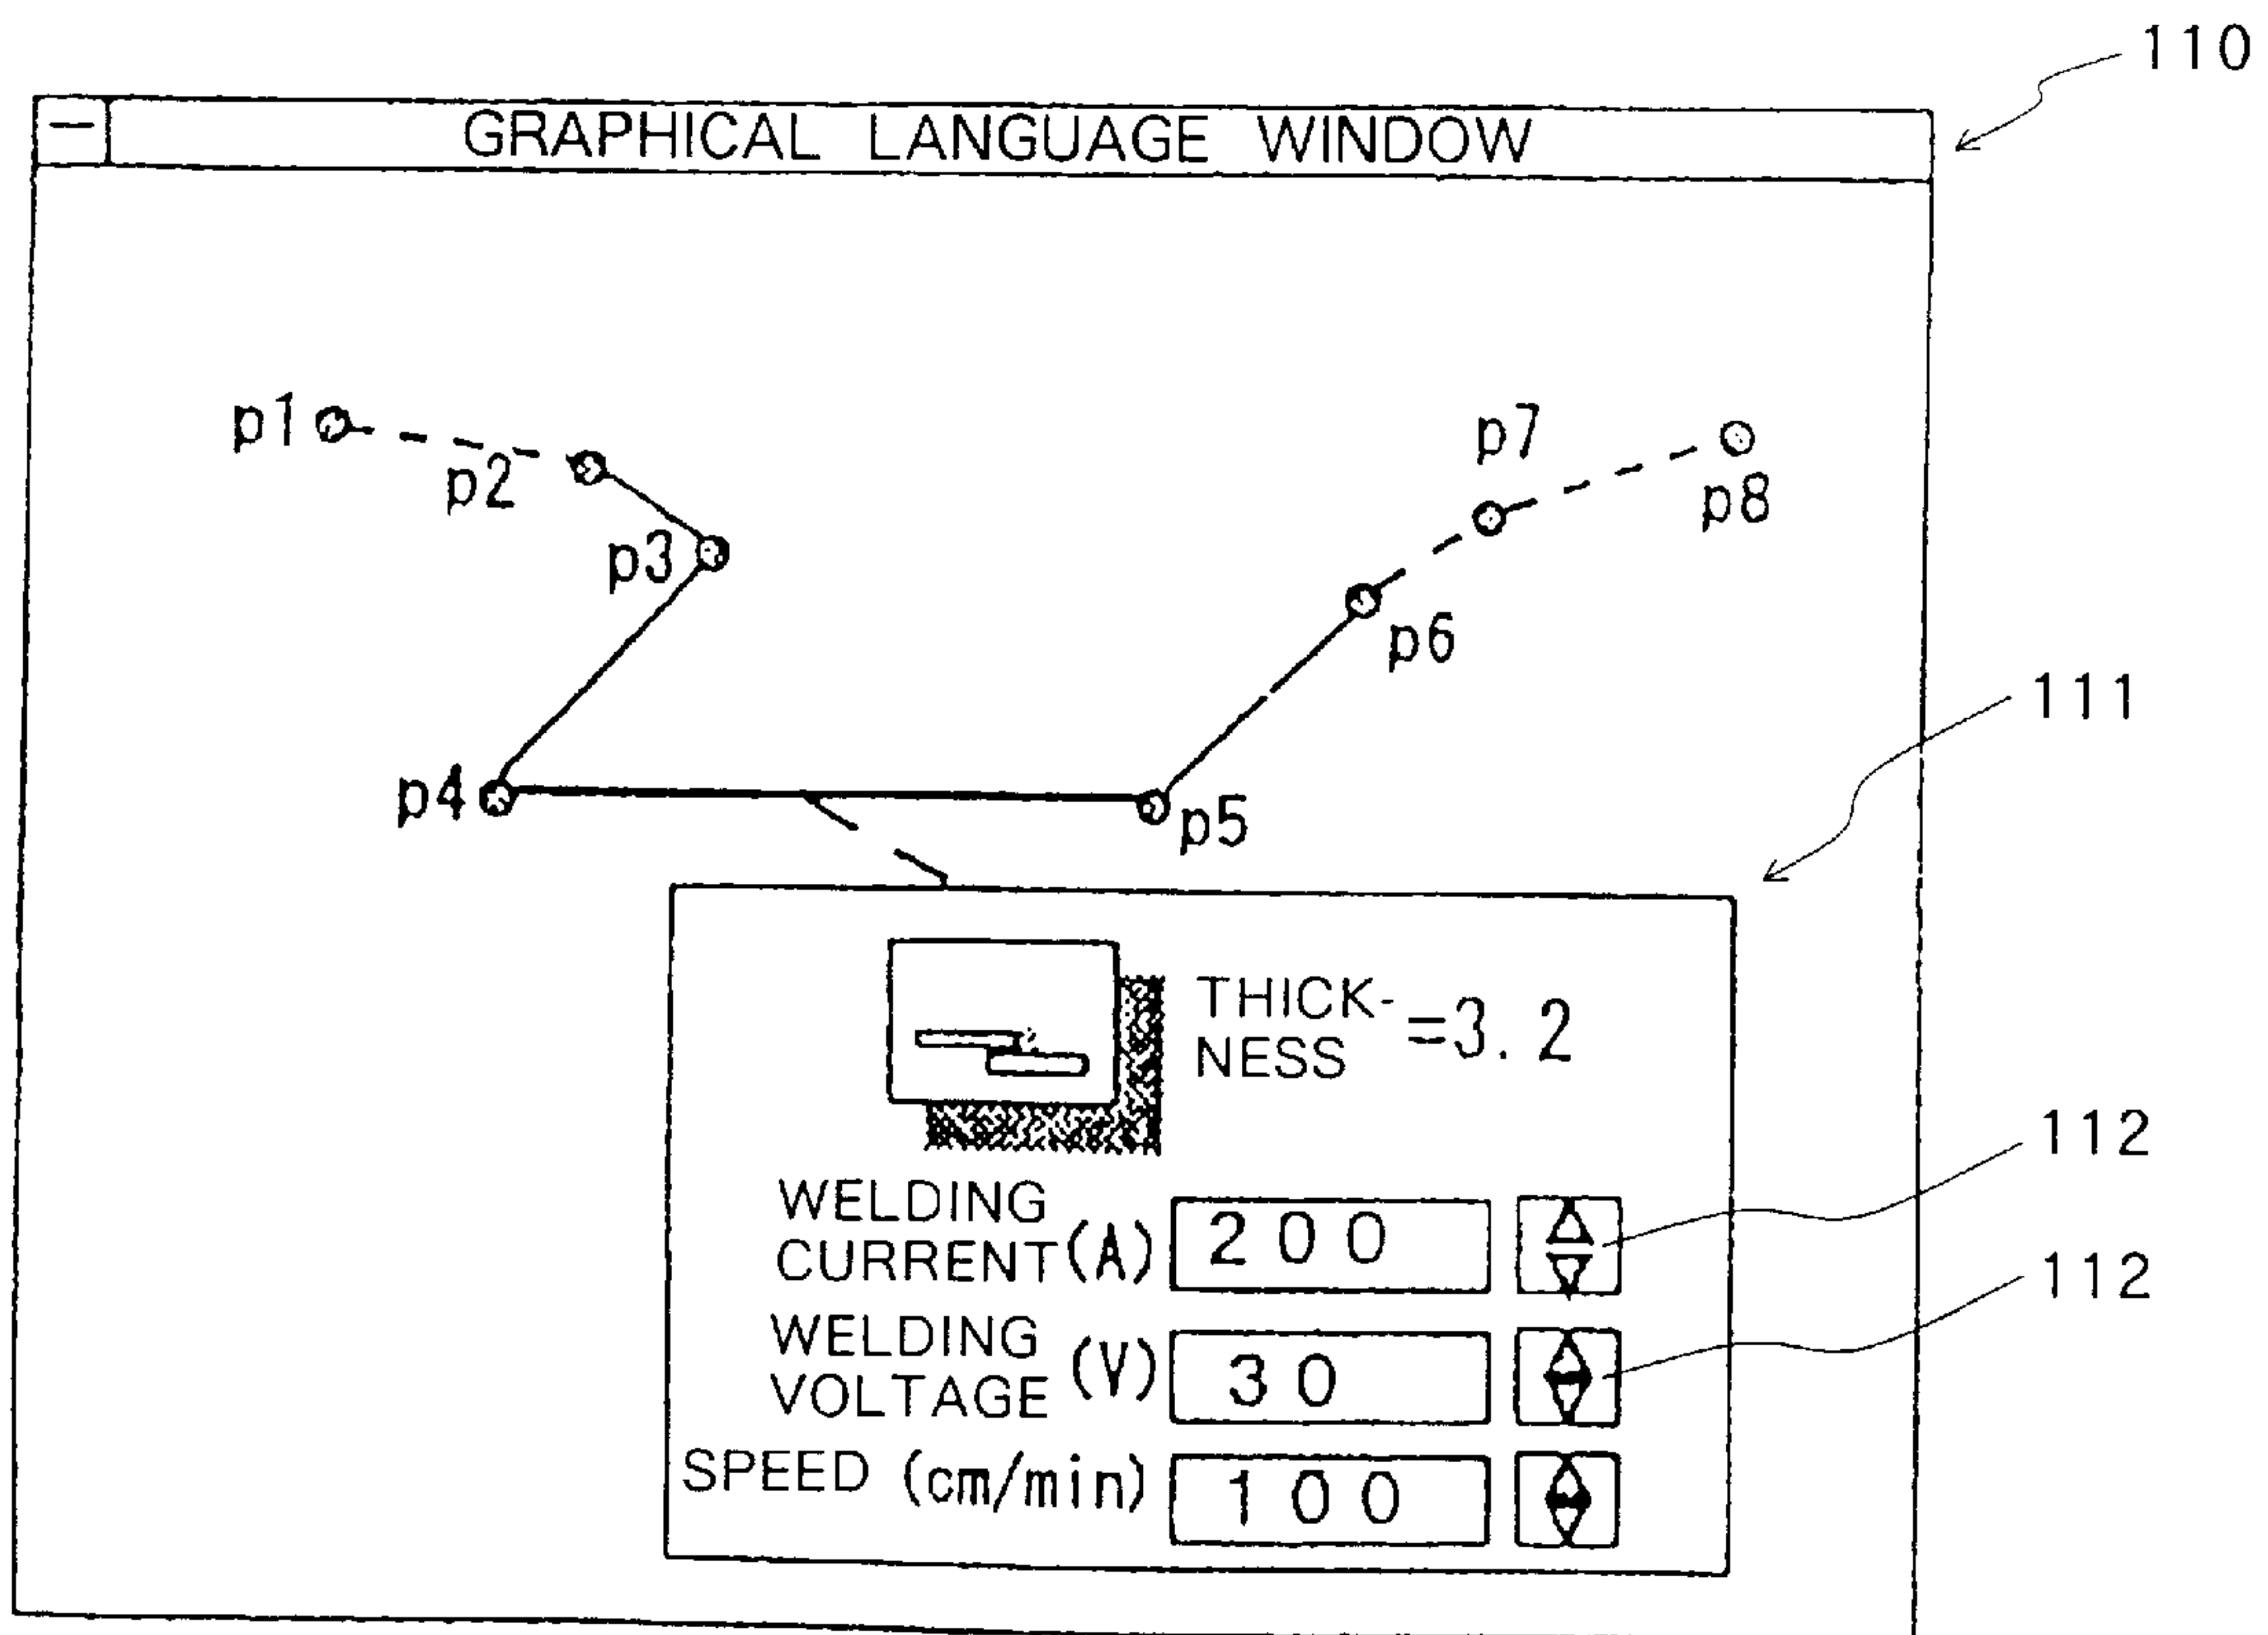 110
GRAPHICAL LANGUAGE WINDOW
p1
p2
p3
p4
p5
p6
p7
p8
111
THICK-
NESS =3. 2
112
WELDING
CURRENT(A) 200
112
WELDING
VOLTAGE (V) 30
SPEED (cm/min) 100